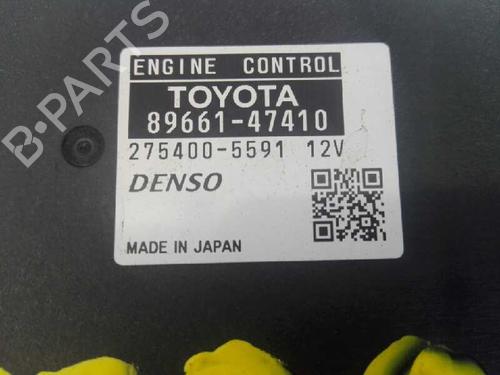 B-PARTS
ENGINE CONTROL
TOYOTA
89661-47410
275400-5591 12V
DENSO
MADE IN JAPAN